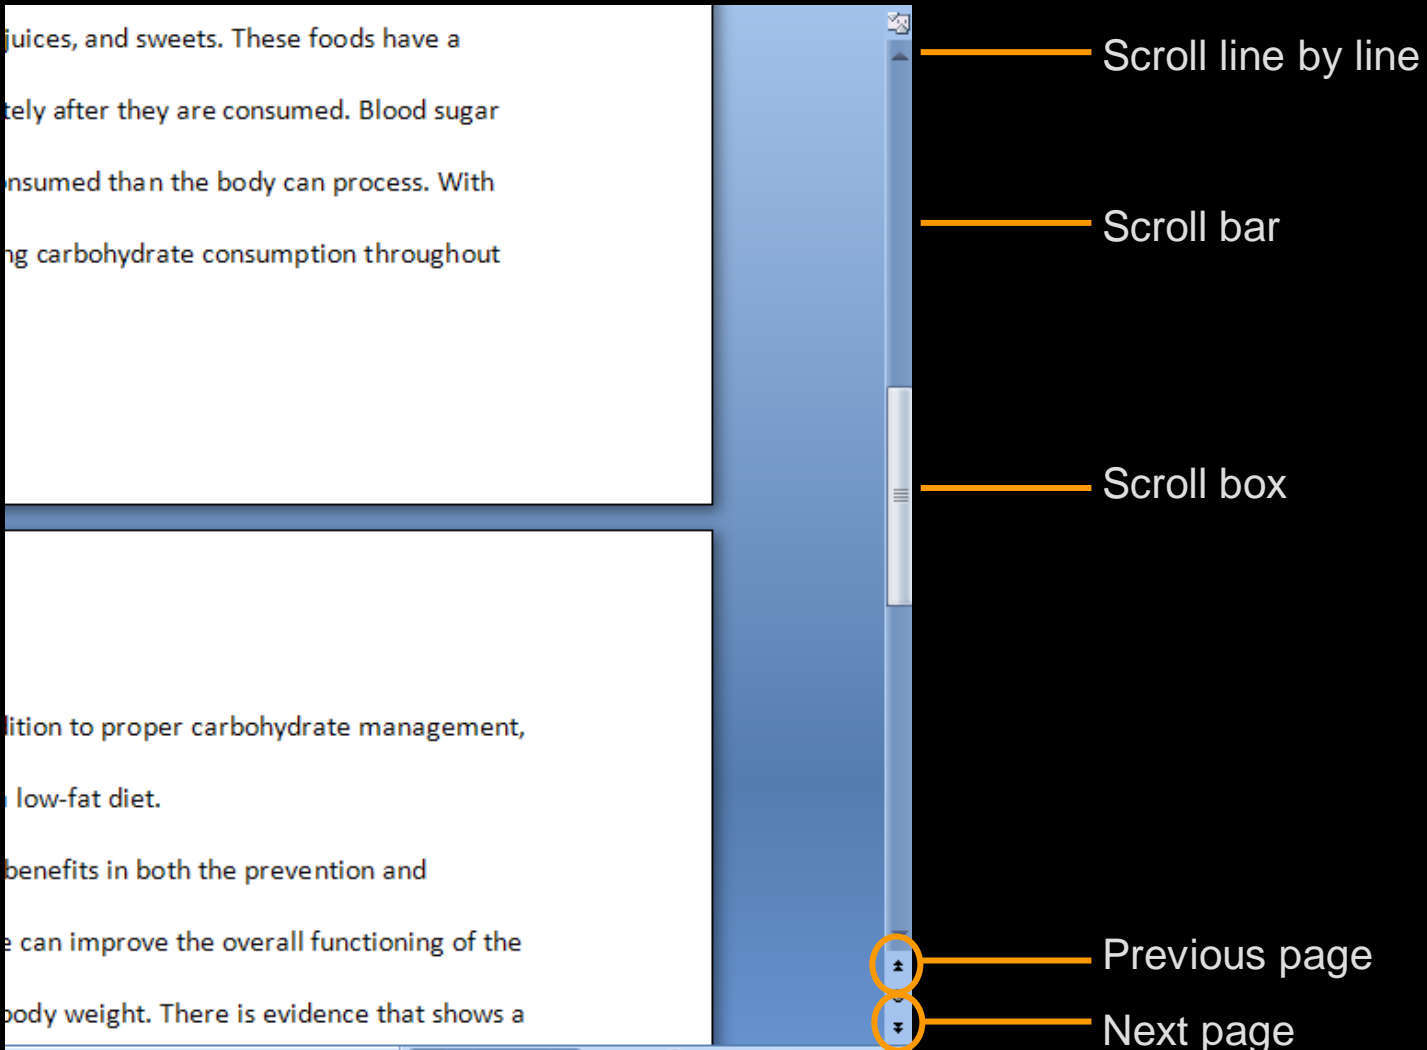 juices, and sweets. These foods have a
tely after they are consumed. Blood sugar
nsumed than the body can process. With
ng carbohydrate consumption throughout
lition to proper carbohydrate management,
low-fat diet.
benefits in both the prevention and
e can improve the overall functioning of the
body weight. There is evidence that shows a
Scroll line by line
Scroll bar
Scroll box
Previous page
Next page